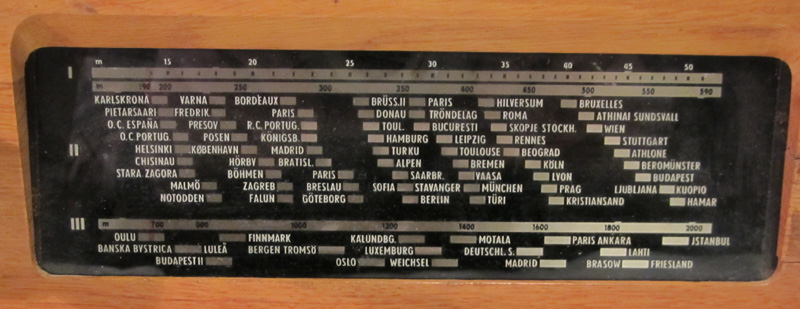 m 15 20 25 30 35 40 45 50
I
m 190 200 250 300 350 400 450 500 550 590
KARLSKRONA VARNA BORDEAUX BRÜSS.II PARIS HILVERSUM BRUXELLES
PIETARSAARI FREDRIK. PARIS DONAU TRÖNDELAG ROMA ATHINAI SUNDSVALL
O.C. ESPAÑA PRESOV R.C. PORTUG. TOUL. BUCURESTI SKOPJE STOCKH. WIEN
O.C PORTUG. POSEN KÖNIGSB. HAMBURG LEIPZIG RENNES STUTTGART
II HELSINKI KØBENHAVN MADRID TURKU TOULOUSE BEOGRAD ATHLONE
CHISINAU HÖRBY BRATISL. ALPEN BREMEN KÖLN BEROMÜNSTER
STARA ZAGORA BÖHMEN PARIS SAARBR. VAASA LYON BUDAPEST
MALMÖ ZAGREB BRESLAU SOFIA STAVANGER MÜNCHEN PRAG LJUBLJANA KUOPIO
NOTODDEN FALUN GÖTEBORG BERLIN TÜRI KRISTIANSAND HAMAR
III m 700 1000 1200 1400 1600 1800 2000
OULU FINNMARK KALUNDBG. MOTALA PARIS ANKARA ISTANBUL
BANSKA BYSTRICA LULEÅ BERGEN TROMSÖ LUXEMBURG DEUTSCHL. S. LAHTI
BUDAPEST II OSLO WEICHSEL MADRID BRASOW FRIESLAND